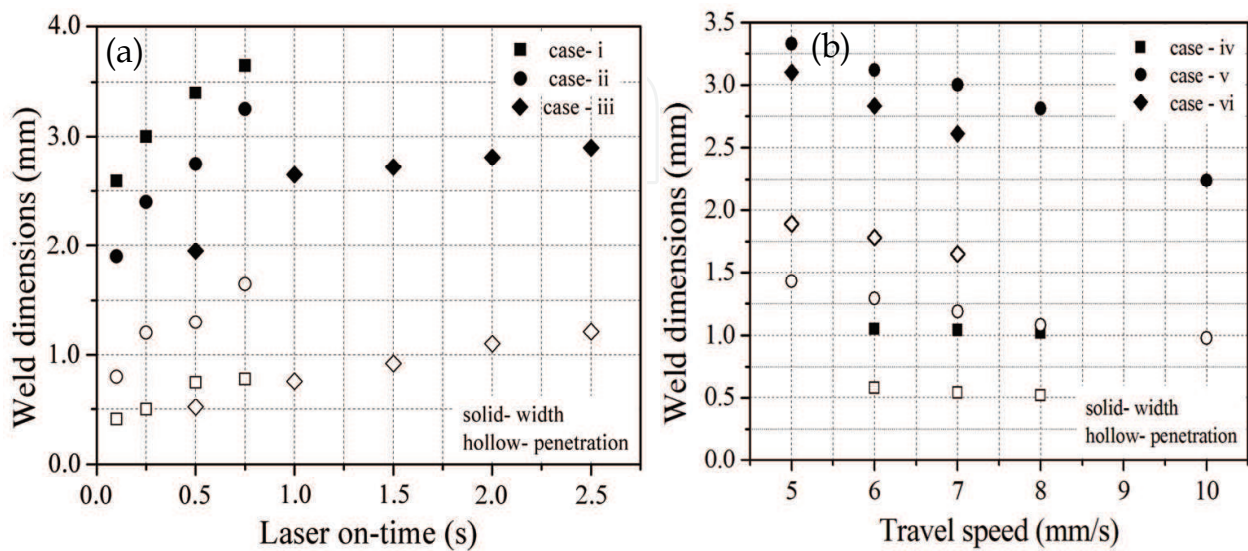 (a)
case- i
case- ii
case - iii
4.0
3.0
2.0
1.0
0.0
Weld dimensions (mm)
solid- width
hollow- penetration
0.0 0.5 1.0 1.5 2.0 2.5
Laser on-time (s)
(b)
case - iv
case - v
case - vi
3.5
3.0
2.5
2.0
1.5
1.0
0.5
0.0
Weld dimensions (mm)
solid- width
hollow- penetration
5 6 7 8 9 10
Travel speed (mm/s)